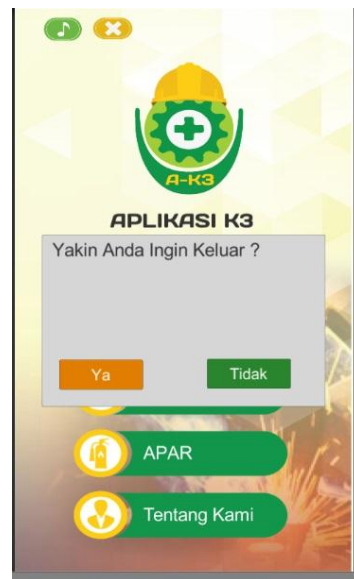 A-K3
APLIKASI K3
Yakin Anda Ingin Keluar ?
Ya
Tidak
APAR
Tentang Kami